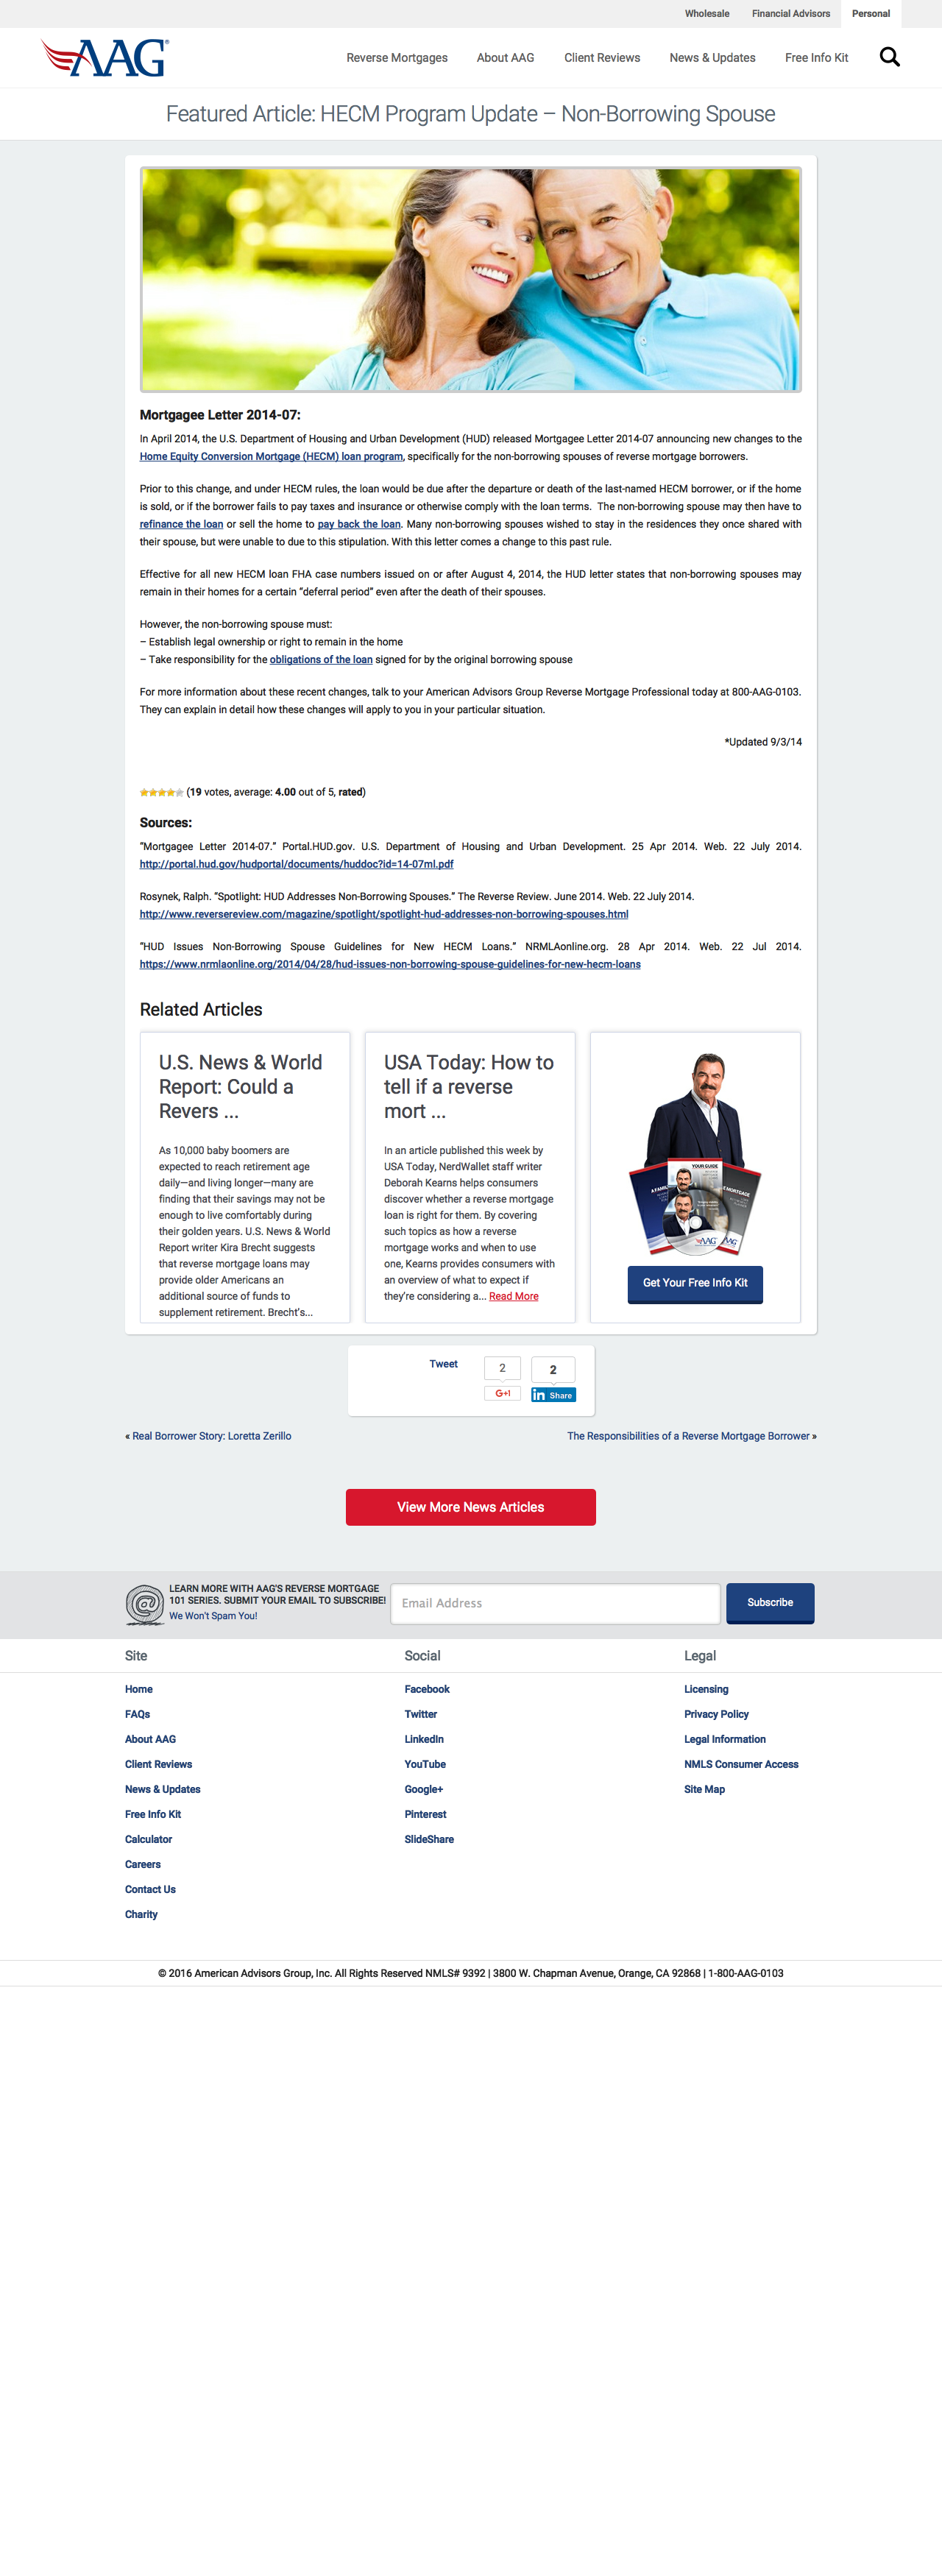 Wholesale Financial Advisors Personal
AAG®
Reverse Mortgages About AAG Client Reviews News & Updates Free Info Kit
Featured Article: HECM Program Update – Non-Borrowing Spouse
Mortgagee Letter 2014-07:
In April 2014, the U.S. Department of Housing and Urban Development (HUD) released Mortgagee Letter 2014-07 announcing new changes to the
Home Equity Conversion Mortgage (HECM) loan program, specifically for the non-borrowing spouses of reverse mortgage borrowers.
Prior to this change, and under HECM rules, the loan would be due after the departure or death of the last-named HECM borrower, or if the home
is sold, or if the borrower fails to pay taxes and insurance or otherwise comply with the loan terms. The non-borrowing spouse may then have to
refinance the loan or sell the home to pay back the loan. Many non-borrowing spouses wished to stay in the residences they once shared with
their spouse, but were unable to due to this stipulation. With this letter comes a change to this past rule.
Effective for all new HECM loan FHA case numbers issued on or after August 4, 2014, the HUD letter states that non-borrowing spouses may
remain in their homes for a certain “deferral period” even after the death of their spouses.
However, the non-borrowing spouse must:
– Establish legal ownership or right to remain in the home
– Take responsibility for the obligations of the loan signed for by the original borrowing spouse
For more information about these recent changes, talk to your American Advisors Group Reverse Mortgage Professional today at 800-AAG-0103.
They can explain in detail how these changes will apply to you in your particular situation.
*Updated 9/3/14
(19 votes, average: 4.00 out of 5, rated)
Sources:
“Mortgagee Letter 2014-07.” Portal.HUD.gov. U.S. Department of Housing and Urban Development. 25 Apr 2014. Web. 22 July 2014.
http://portal.hud.gov/hudportal/documents/huddoc?id=14-07ml.pdf
Rosynek, Ralph. “Spotlight: HUD Addresses Non-Borrowing Spouses.” The Reverse Review. June 2014. Web. 22 July 2014.
http://www.reversereview.com/magazine/spotlight/spotlight-hud-addresses-non-borrowing-spouses.html
“HUD Issues Non-Borrowing Spouse Guidelines for New HECM Loans.” NRMLAonline.org. 28 Apr 2014. Web. 22 Jul 2014.
https://www.nrmlaonline.org/2014/04/28/hud-issues-non-borrowing-spouse-guidelines-for-new-hecm-loans
Related Articles
U.S. News & World
Report: Could a
Revers ...
As 10,000 baby boomers are
expected to reach retirement age
daily—and living longer—many are
finding that their savings may not be
enough to live comfortably during
their golden years. U.S. News & World
Report writer Kira Brecht suggests
that reverse mortgage loans may
provide older Americans an
additional source of funds to
supplement retirement. Brecht's...
USA Today: How to
tell if a reverse
mort ...
In an article published this week by
USA Today, NerdWallet staff writer
Deborah Kearns helps consumers
discover whether a reverse mortgage
loan is right for them. By covering
such topics as how a reverse
mortgage works and when to use
one, Kearns provides consumers with
an overview of what to expect if
they're considering a... Read More
YOUR GUIDE
MORTGAGE
AAG
Get Your Free Info Kit
Tweet
2
G+1
2
in Share
« Real Borrower Story: Loretta Zerillo
The Responsibilities of a Reverse Mortgage Borrower »
View More News Articles
@
LEARN MORE WITH AAG'S REVERSE MORTGAGE
101 SERIES. SUBMIT YOUR EMAIL TO SUBSCRIBE!
We Won't Spam You!
Email Address
Subscribe
Site
Home
FAQs
About AAG
Client Reviews
News & Updates
Free Info Kit
Calculator
Careers
Contact Us
Charity
Social
Facebook
Twitter
LinkedIn
YouTube
Google+
Pinterest
SlideShare
Legal
Licensing
Privacy Policy
Legal Information
NMLS Consumer Access
Site Map
© 2016 American Advisors Group, Inc. All Rights Reserved NMLS# 9392 | 3800 W. Chapman Avenue, Orange, CA 92868 | 1-800-AAG-0103